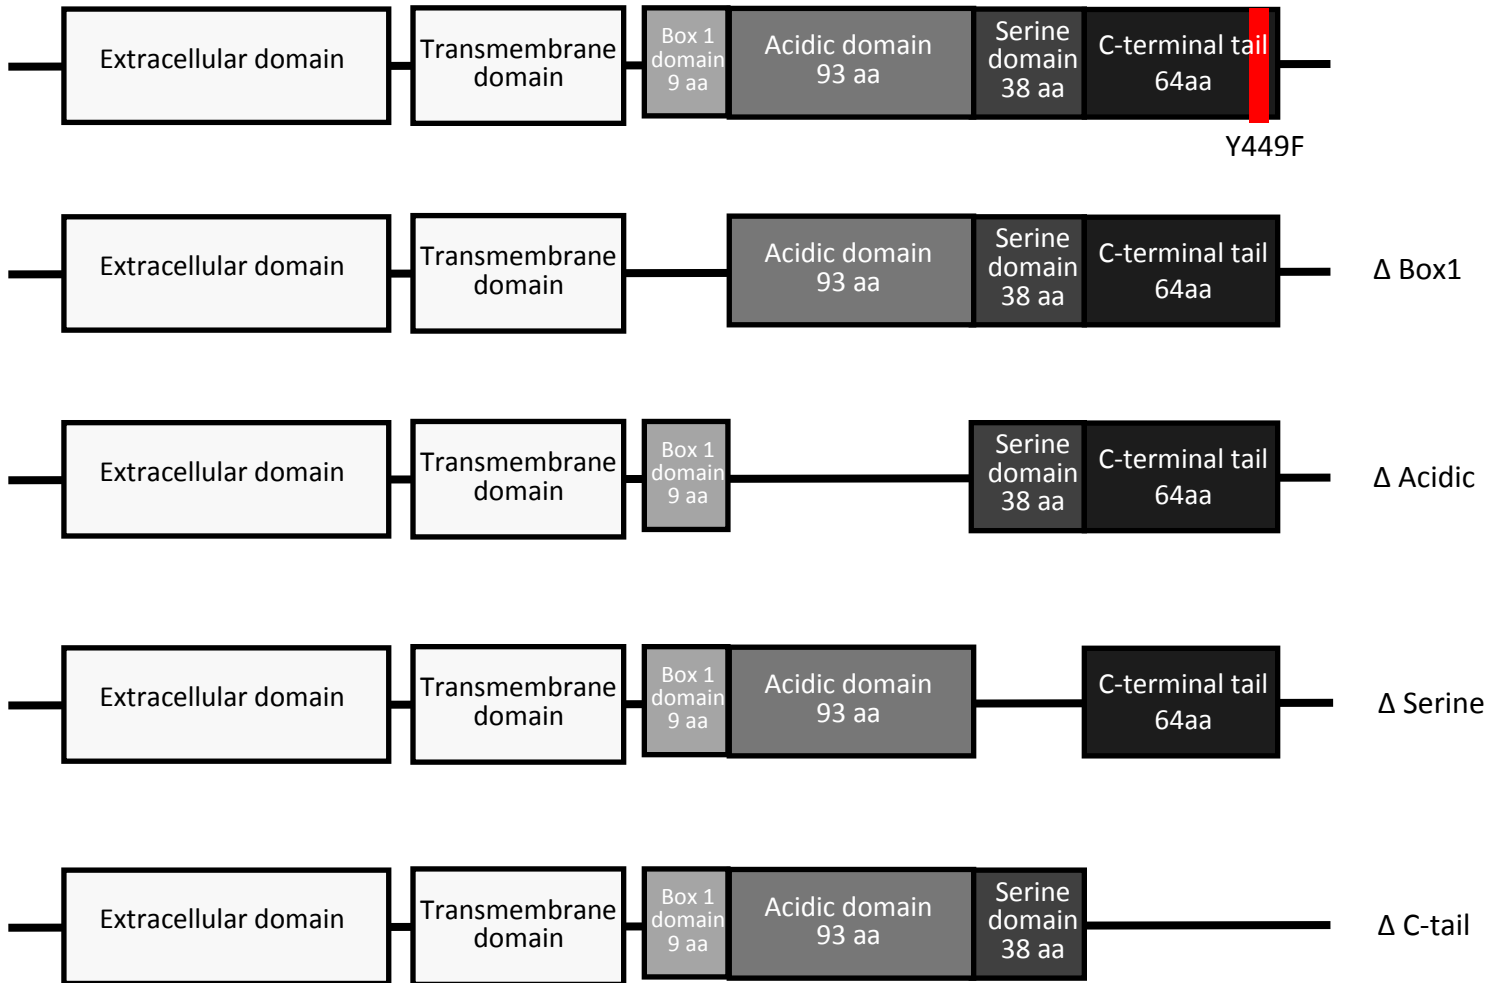 Extracellular domain
Transmembrane
domain
Box 1
domain
9 aa
Acidic domain
93 aa
Serine
domain
38 aa
C-terminal tail
64aa
Y449F
Extracellular domain
Transmembrane
domain
Acidic domain
93 aa
Serine
domain
38 aa
C-terminal tail
64aa
Δ Box1
Extracellular domain
Transmembrane
domain
Box 1
domain
9 aa
Serine
domain
38 aa
C-terminal tail
64aa
Δ Acidic
Extracellular domain
Transmembrane
domain
Box 1
domain
9 aa
Acidic domain
93 aa
C-terminal tail
64aa
Δ Serine
Extracellular domain
Transmembrane
domain
Box 1
domain
9 aa
Acidic domain
93 aa
Serine
domain
38 aa
Δ C-tail